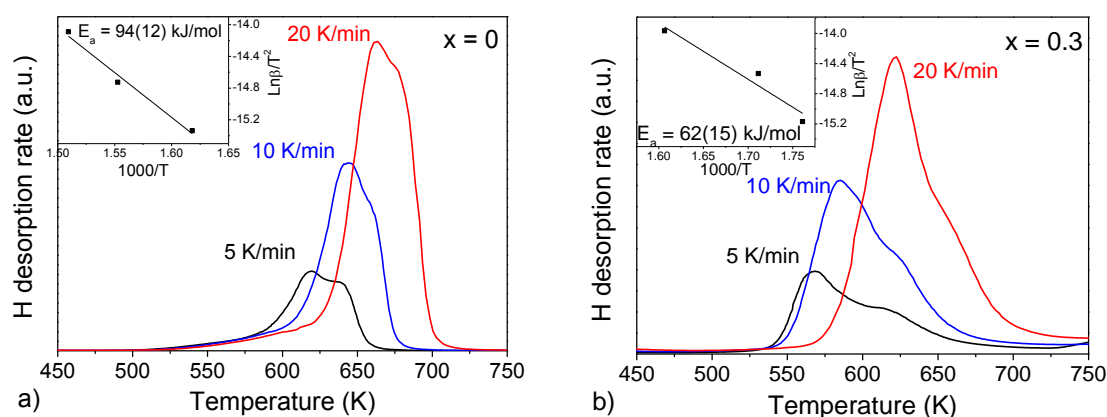 -14.0
E_a = 94(12) kJ/mol
-14.4
-14.8
-15.2
Lnβ/T²
1.50 1.55 1.60 1.65
1000/T
20 K/min
x = 0
10 K/min
5 K/min
H desorption rate (a.u.)
450 500 550 600 650 700 750
Temperature (K)
a)
-14.0
-14.4
-14.8
-15.2
Lnβ/T²
E_a = 62(15) kJ/mol
1.60 1.65 1.70 1.75
1000/T
x = 0.3
20 K/min
10 K/min
5 K/min
H desorption rate (a.u.)
450 500 550 600 650 700 750
Temperature (K)
b)